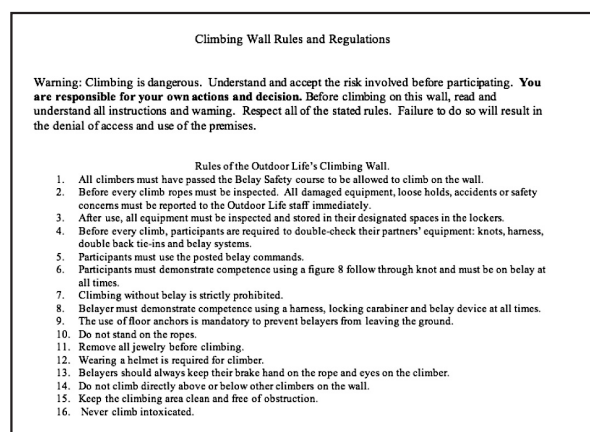 Climbing Wall Rules and Regulations
Warning: Climbing is dangerous. Understand and accept the risk involved before participating. You
are responsible for your own actions and decision. Before climbing on this wall, read and
understand all instructions and warning. Respect all of the stated rules. Failure to do so will result in
the denial of access and use of the premises.
Rules of the Outdoor Life's Climbing Wall.
1. All climbers must have passed the Belay Safety course to be allowed to climb on the wall.
2. Before every climb ropes must be inspected. All damaged equipment, loose holds, accidents or safety
concerns must be reported to the Outdoor Life staff immediately.
3. After use, all equipment must be inspected and stored in their designated spaces in the lockers.
4. Before every climb, participants are required to double-check their partners' equipment: knots, harness,
double back tie-ins and belay systems.
5. Participants must use the posted belay commands.
6. Participants must demonstrate competence using a figure 8 follow through knot and must be on belay at
all times.
7. Climbing without belay is strictly prohibited.
8. Belayer must demonstrate competence using a harness, locking carabiner and belay device at all times.
9. The use of floor anchors is mandatory to prevent belayers from leaving the ground.
10. Do not stand on the ropes.
11. Remove all jewelry before climbing.
12. Wearing a helmet is required for climber.
13. Belayers should always keep their brake hand on the rope and eyes on the climber.
14. Do not climb directly above or below other climbers on the wall.
15. Keep the climbing area clean and free of obstruction.
16. Never climb intoxicated.